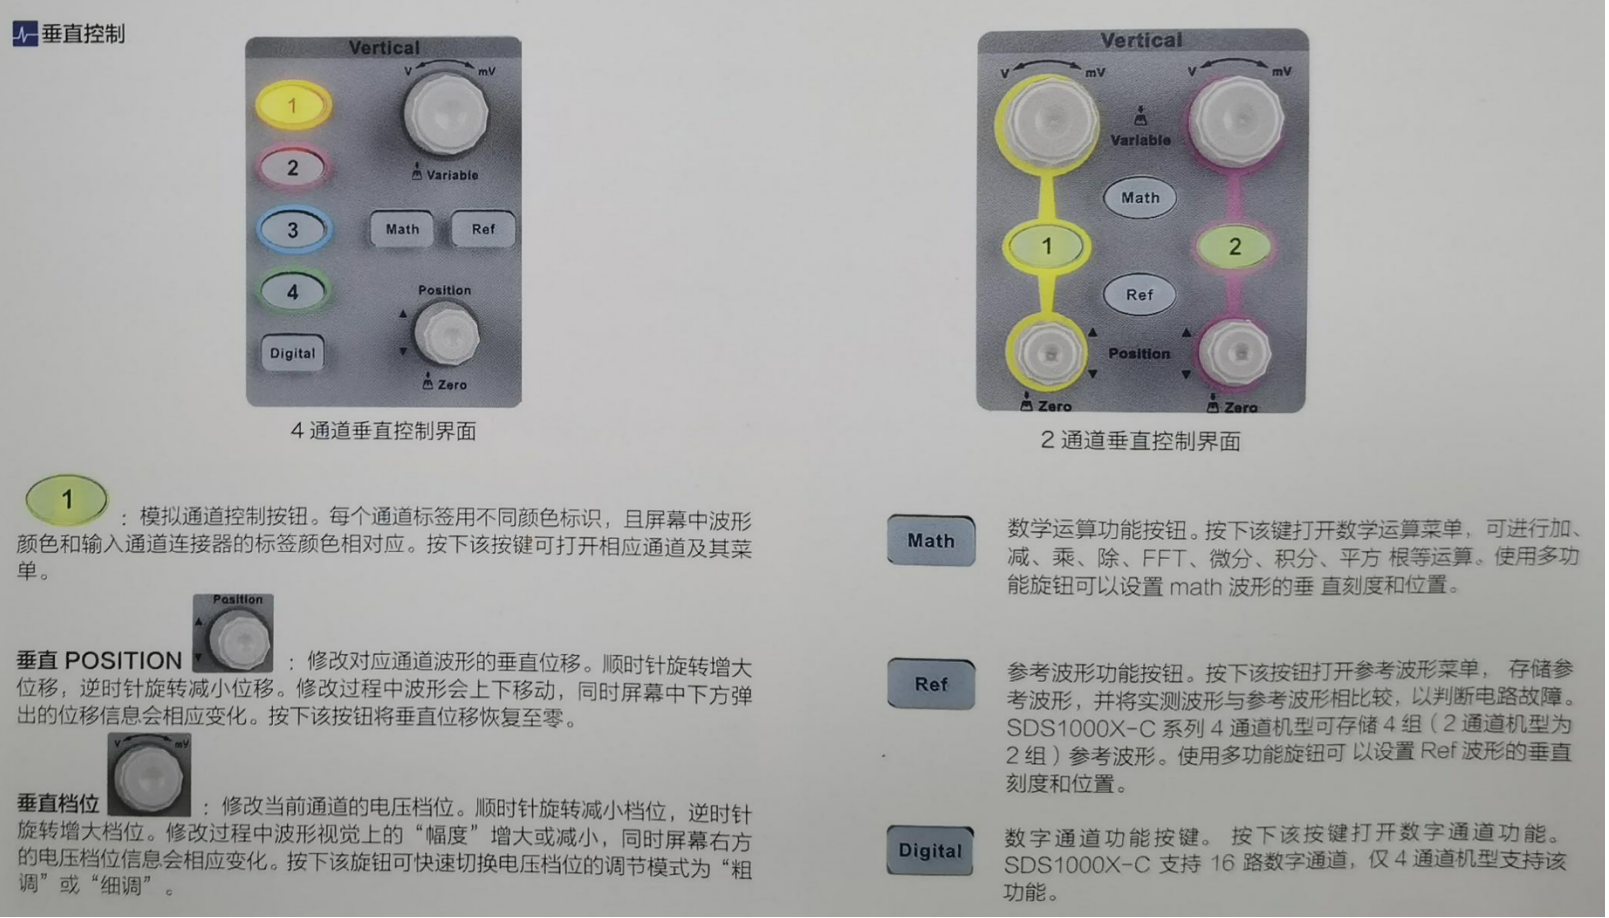 垂直控制
Vertical
V mV
1
2
Variable
3
Math Ref
4
Position
Digital
Zero
4 通道垂直控制界面
Vertical
V mV V mV
Variable
Math
1 2
Ref
Position
Zero Zero
2 通道垂直控制界面
1 ：模拟通道控制按钮。每个通道标签用不同颜色标识，且屏幕中波形
颜色和输入通道连接器的标签颜色相对应。按下该按键可打开相应通道及其菜
单。
Position
垂直 POSITION ：修改对应通道波形的垂直位移。顺时针旋转增大
位移，逆时针旋转减小位移。修改过程中波形会上下移动，同时屏幕中下方弹
出的位移信息会相应变化。按下该按钮将垂直位移恢复至零。
V mV
垂直档位 ：修改当前通道的电压档位。顺时针旋转减小档位，逆时针
旋转增大档位。修改过程中波形视觉上的“幅度”增大或减小，同时屏幕右方
的电压档位信息会相应变化。按下该旋钮可快速切换电压档位的调节模式为“粗
调”或“细调”。
Math 数学运算功能按钮。按下该键打开数学运算菜单，可进行加、
减、乘、除、FFT、微分、积分、平方 根等运算。使用多功
能旋钮可以设置 math 波形的垂 直刻度和位置。
Ref 参考波形功能按钮。按下该按钮打开参考波形菜单， 存储参
考波形，并将实测波形与参考波形相比较，以判断电路故障。
SDS1000X-C 系列 4 通道机型可存储 4 组（2 通道机型为
2 组）参考波形。使用多功能旋钮可 以设置 Ref 波形的垂直
刻度和位置。
Digital 数字通道功能按键。 按下该按键打开数字通道功能。
SDS1000X-C 支持 16 路数字通道，仅 4 通道机型支持该
功能。